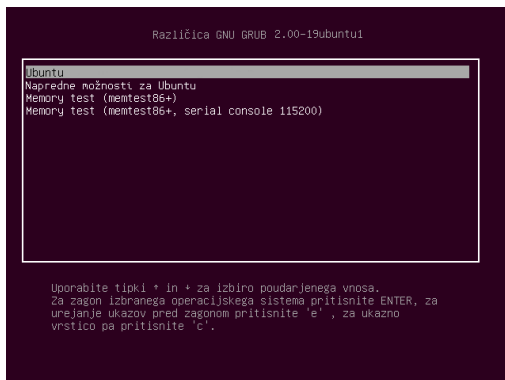 Različica GNU GRUB 2.00-19ubuntu1
Ubuntu
Napredne možnosti za Ubuntu
Memory test (memtest86+)
Memory test (memtest86+, serial console 115200)
Uporabite tipki ↑ in ↓ za izbiro poudarjenega vnosa.
Za zagon izbranega operacijskega sistema pritisnite ENTER, za
urejanje ukazov pred zagonom pritisnite 'e' , za ukazno
vrstico pa pritisnite 'c'.